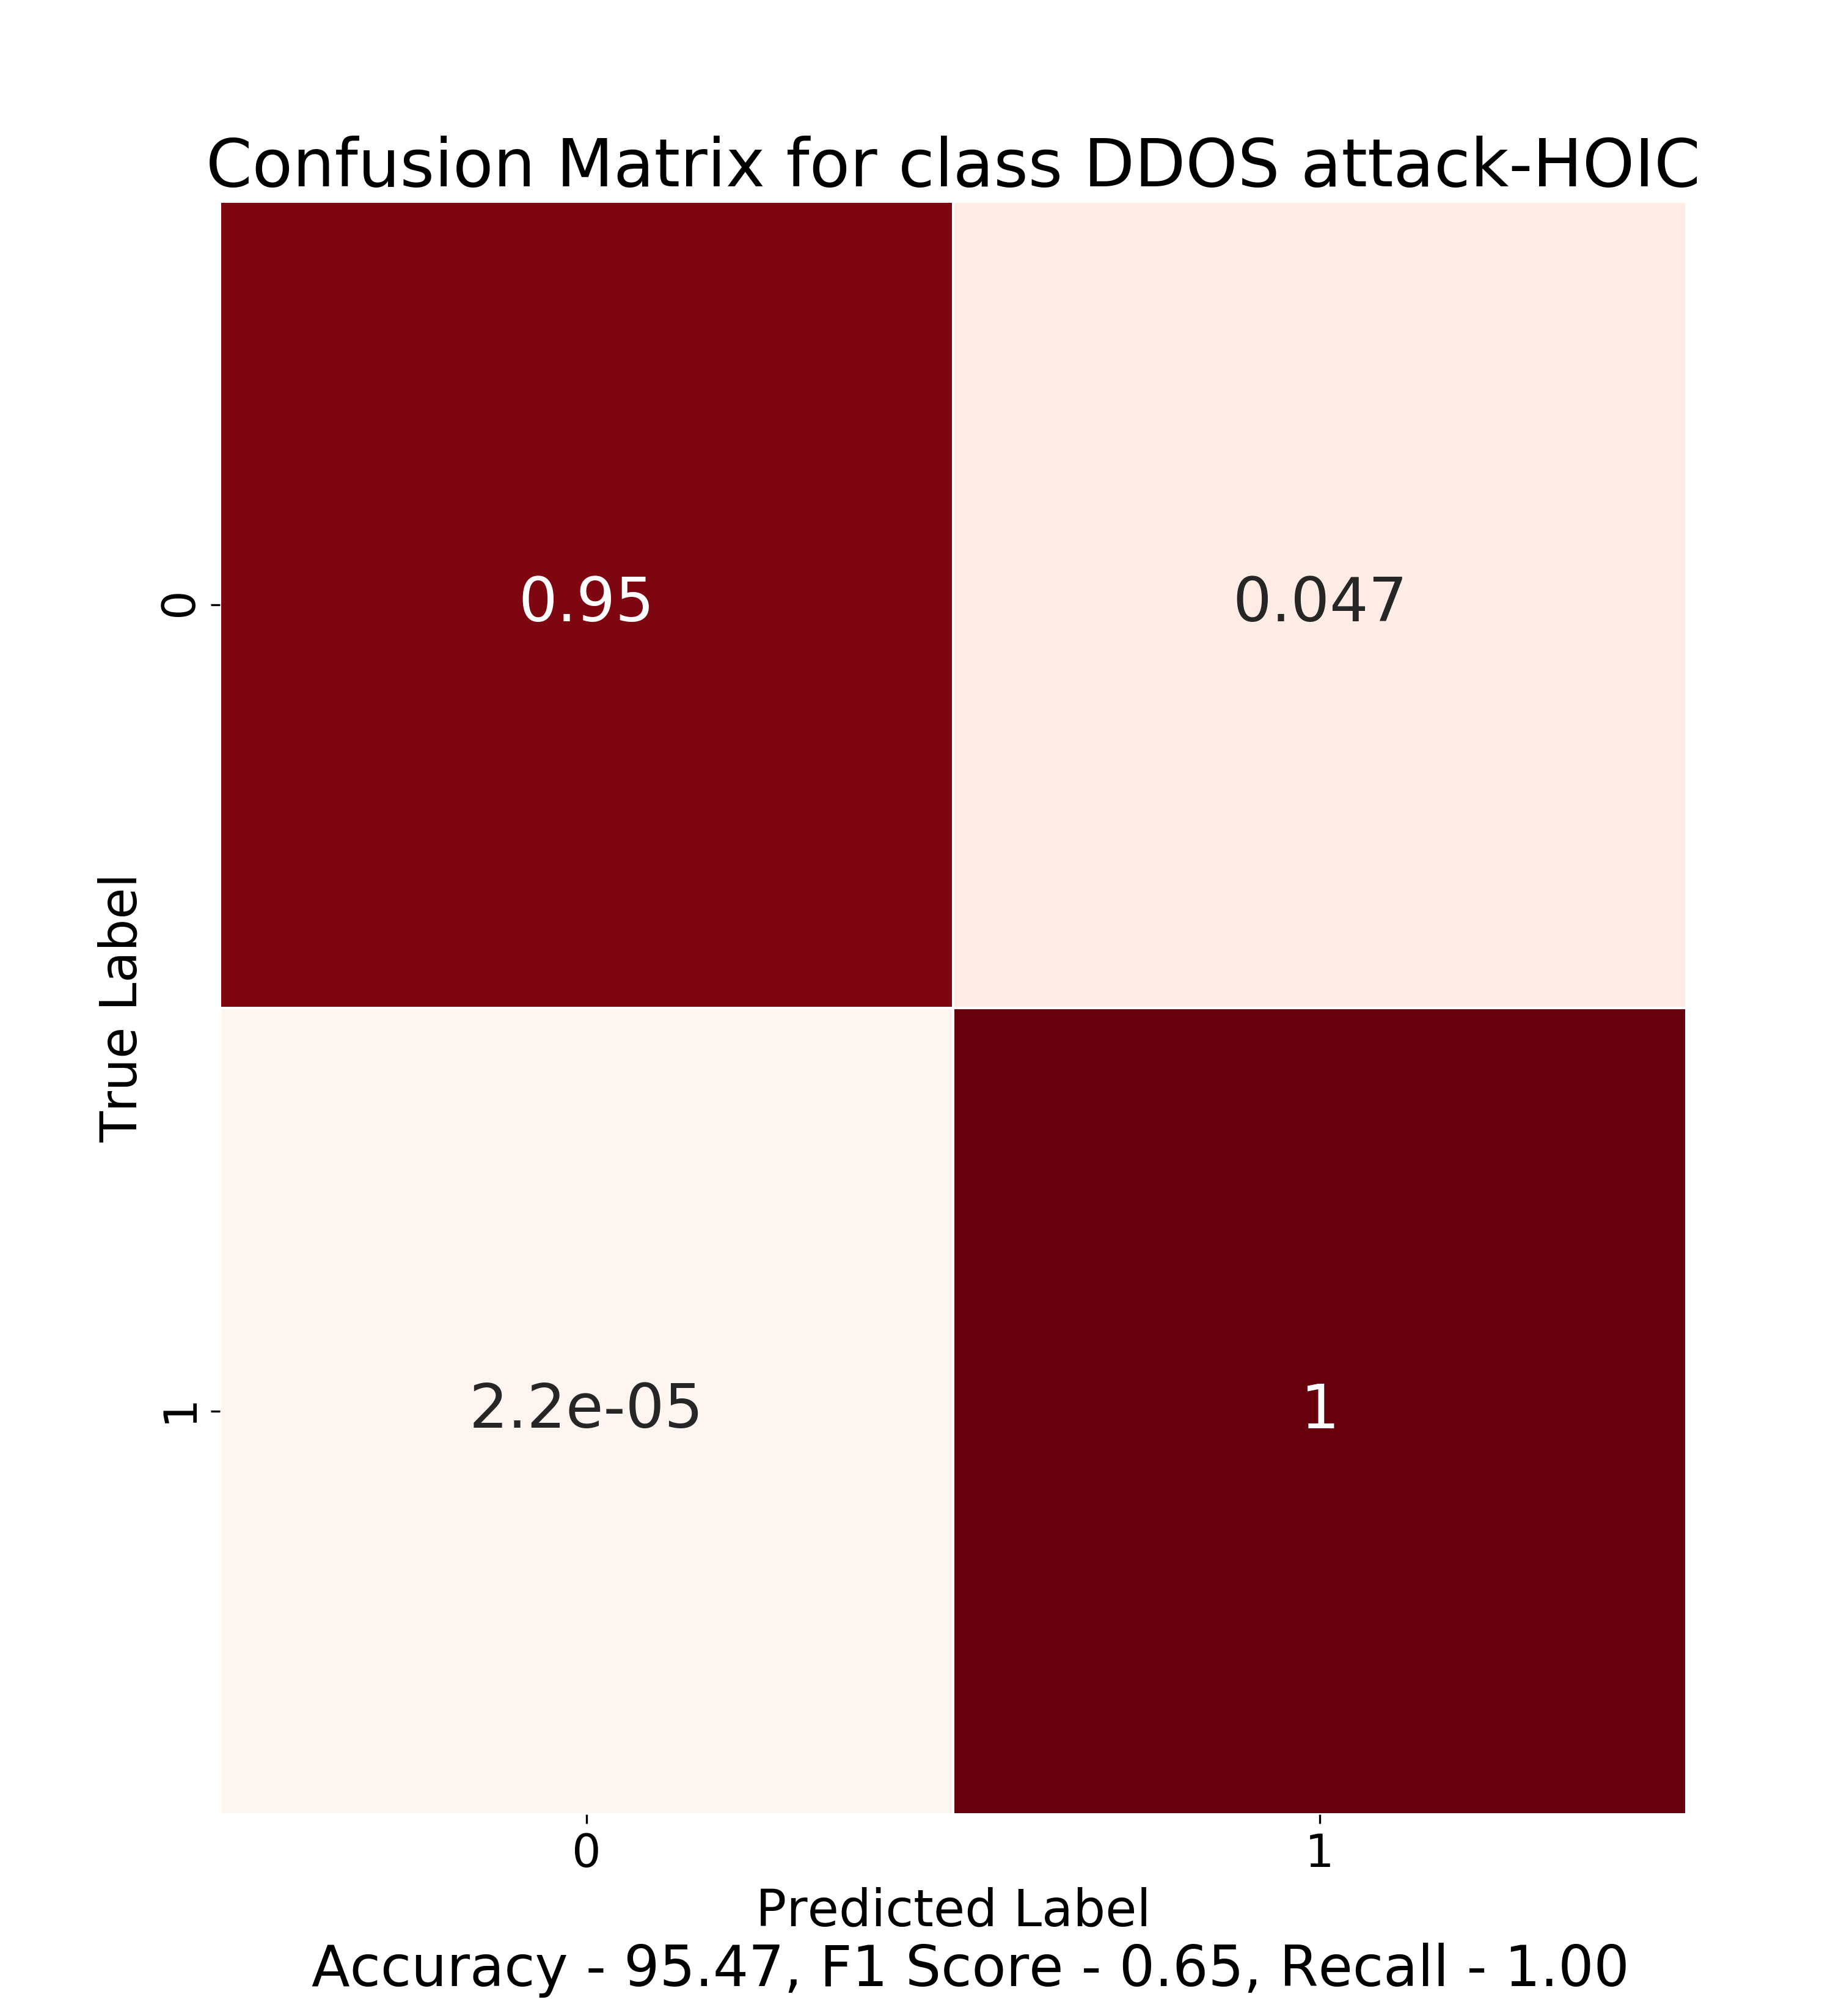 Confusion Matrix for class DDOS attack-HOIC
True Label
0
0.95
0.047
1
2.2e-05
1
0
1
Predicted Label
Accuracy - 95.47, F1 Score - 0.65, Recall - 1.00